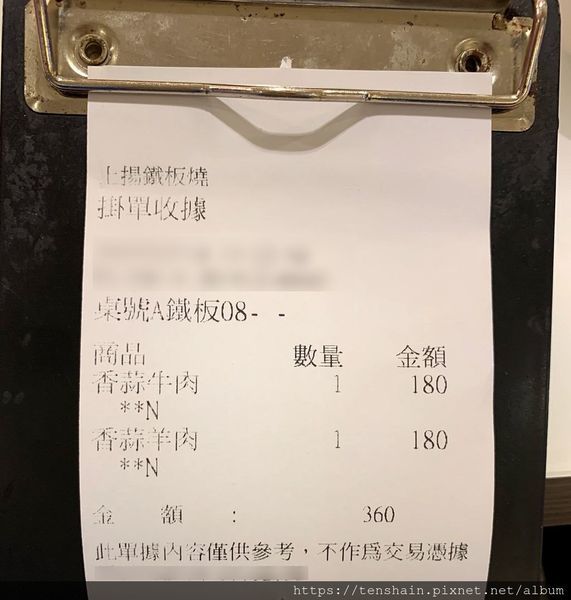 上揚鐵板燒
掛單收據
桌號A鐵板08- -
商品 數量 金額
香蒜牛肉 1 180
**N
香蒜羊肉 1 180
**N
金 額 : 360
此單據內容僅供參考，不作為交易憑據
https://tenshain.pixnet.net/album